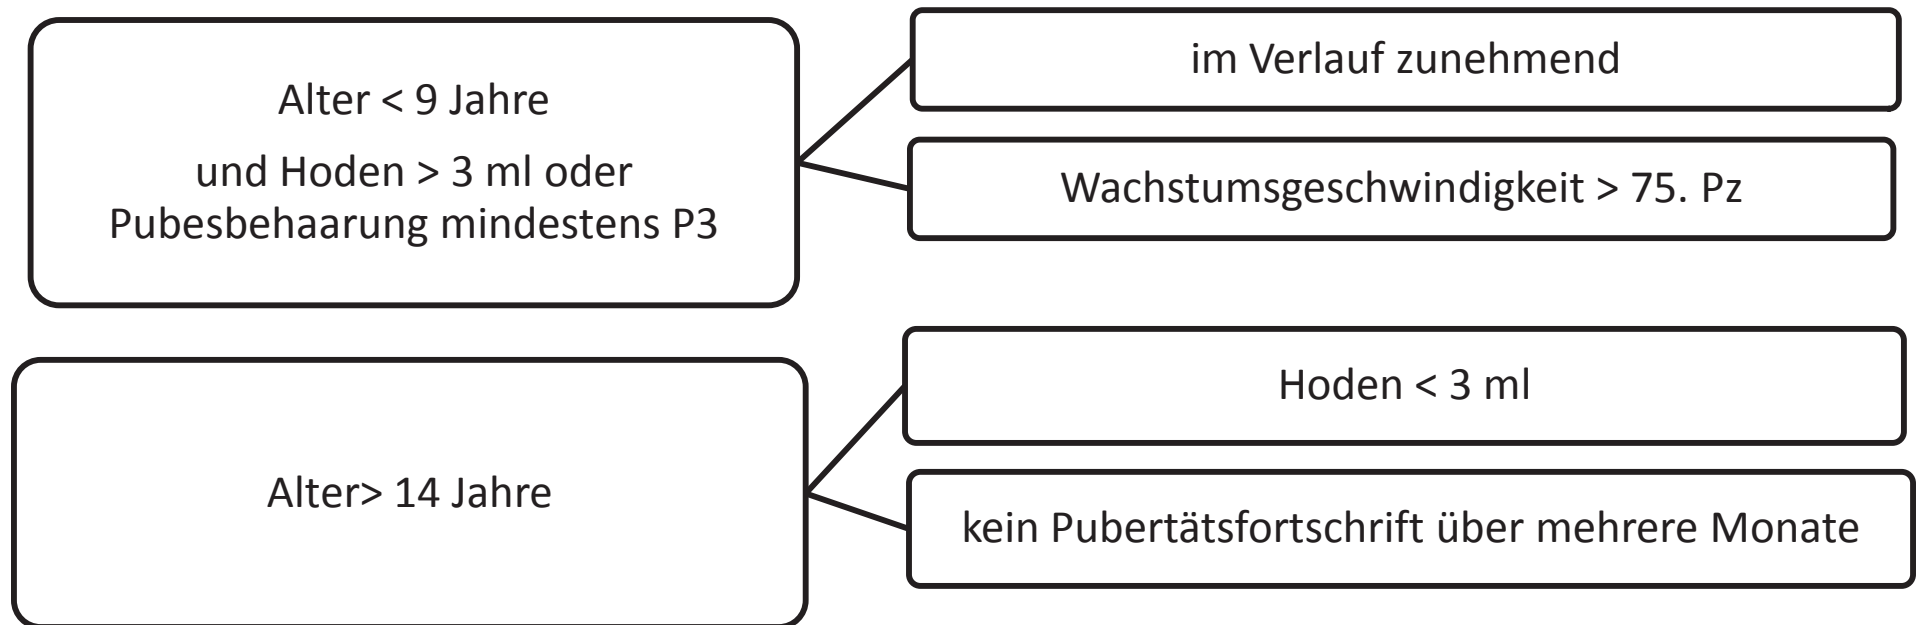 Alter < 9 Jahre
und Hoden > 3 ml oder
Pubesbehaarung mindestens P3
im Verlauf zunehmend
Wachstumsgeschwindigkeit > 75. Pz
Alter> 14 Jahre
Hoden < 3 ml
kein Pubertätsfortschrift über mehrere Monate